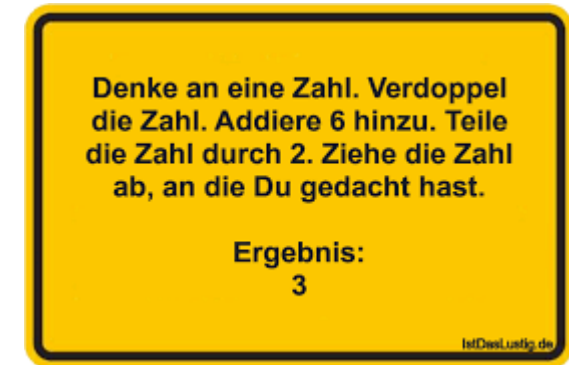 Denke an eine Zahl. Verdoppel
die Zahl. Addiere 6 hinzu. Teile
die Zahl durch 2. Ziehe die Zahl
ab, an die Du gedacht hast.
Ergebnis:
3
IstDasLustig.de